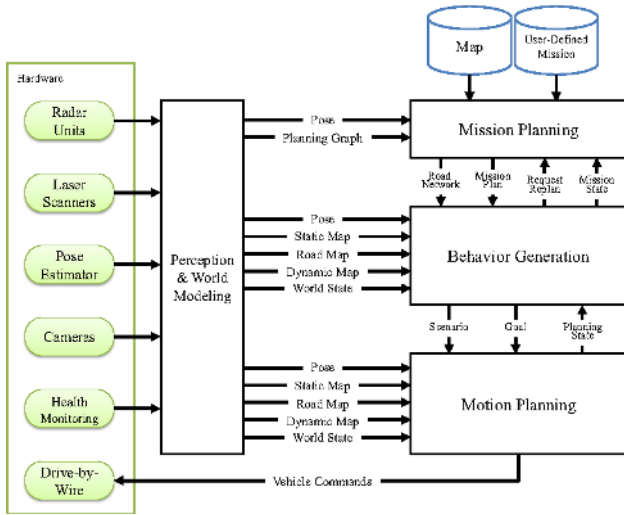 Map
User-Defined
Mission
Hardware
Radar
Units
Laser
Scanners
Pose
Estimator
Cameras
Health
Monitoring
Drive-by-
Wire
Perception
& World
Modeling
Pose
Planning Graph
Mission Planning
Road
Network
Mission
Plan
Request
Replan
Mission
State
Pose
Static Map
Road Map
Dynamic Map
World State
Behavior Generation
Scenario
Goal
Planning
State
Pose
Static Map
Road Map
Dynamic Map
World State
Motion Planning
Vehicle Commands